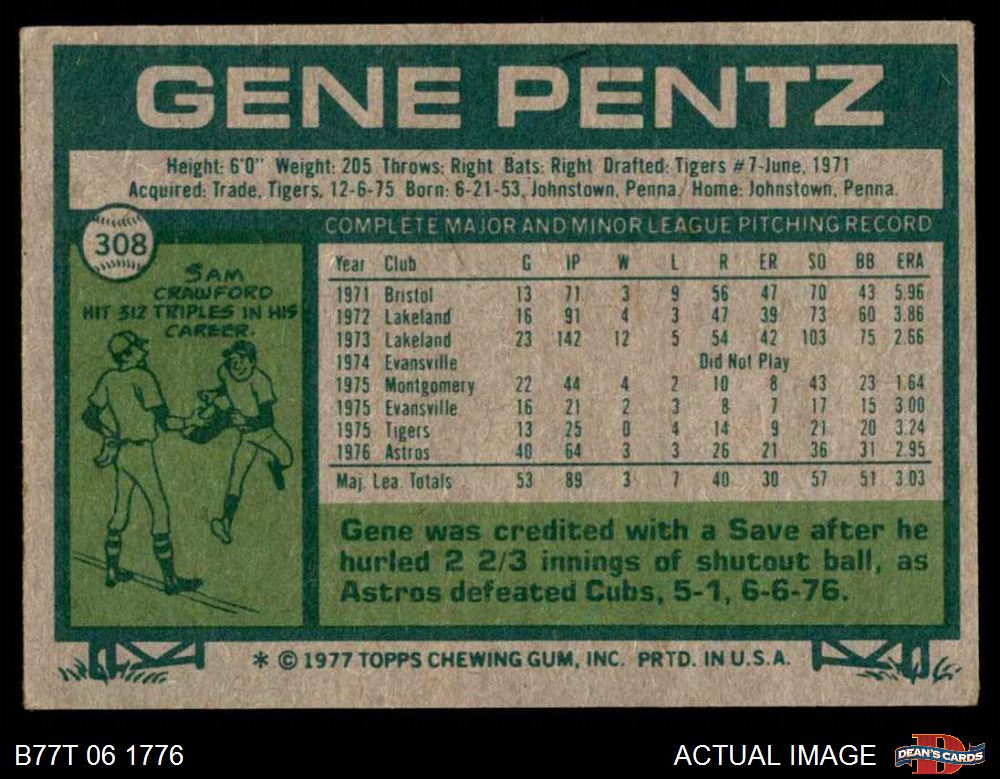 GENE PENTZ
Height: 6'0" Weight: 205 Throws: Right Bats: Right Drafted: Tigers #7-June, 1971
Acquired: Trade, Tigers, 12-6-75 Born: 6-21-53, Johnstown, Penna. Home: Johnstown, Penna.
308
SAM
CRAWFORD
HIT 312 TRIPLES IN HIS
CAREER.
COMPLETE MAJOR AND MINOR LEAGUE PITCHING RECORD
Year Club G IP W L R ER SO BB ERA
1971 Bristol 13 71 3 9 56 47 70 43 5.96
1972 Lakeland 16 91 4 3 47 39 73 60 3.86
1973 Lakeland 23 142 12 5 54 42 103 75 2.66
1974 Evansville Did Not Play
1975 Montgomery 22 44 4 2 10 8 43 23 1.64
1975 Evansville 16 21 2 3 8 7 17 15 3.00
1975 Tigers 13 25 0 4 14 9 21 20 3.24
1976 Astros 40 64 3 3 26 21 36 31 2.95
Maj. Lea. Totals 53 89 3 7 40 30 57 51 3.03
Gene was credited with a Save after he
hurled 2 2/3 innings of shutout ball, as
Astros defeated Cubs, 5-1, 6-6-76.
* © 1977 TOPPS CHEWING GUM, INC. PRTD. IN U.S.A.
B77T 06 1776
ACTUAL IMAGE
D
DEAN'S CARDS